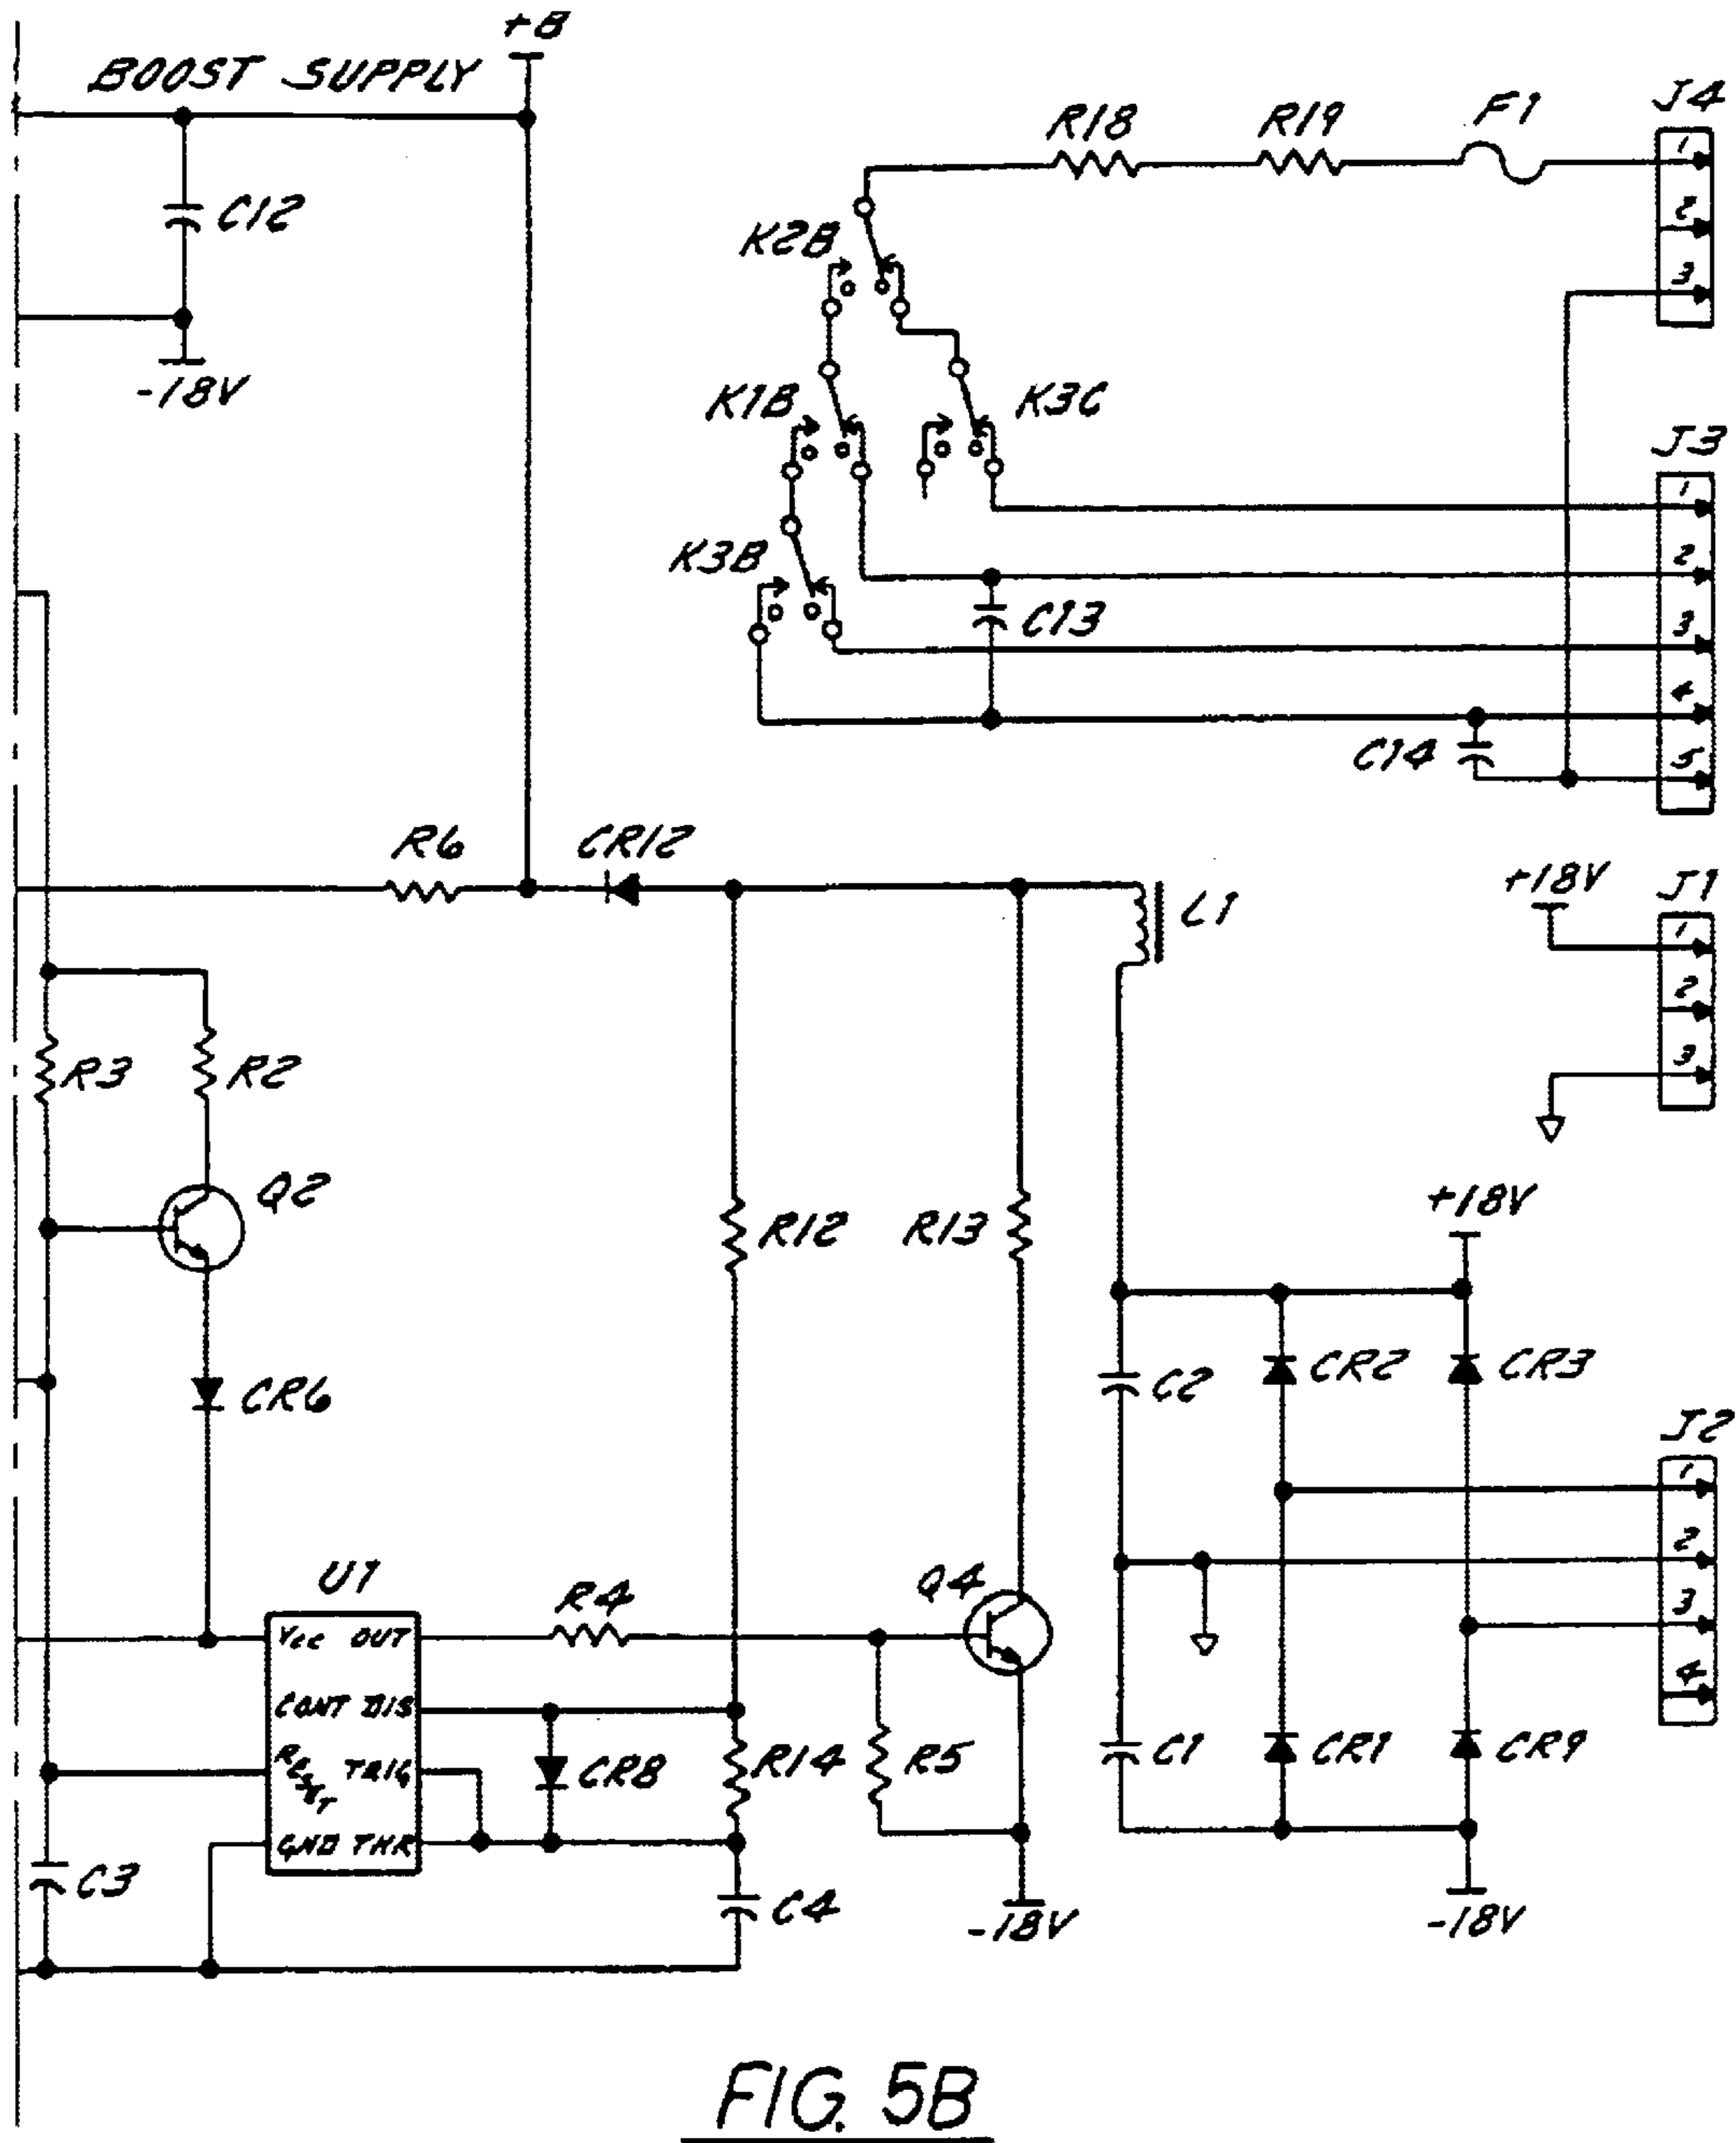 +B
BOOST SUPPLY
C12
-18V
R18
R19
F1
J4
1
2
3
K2B
K1B
K3C
K3B
C13
C14
J3
1
2
3
4
5
R6
CR12
L1
+18V
J1
1
2
3
R3
R2
Q2
CR6
R12
R13
+18V
C2
CR2
CR3
J2
1
2
3
4
U1
VCC OUT
CONT DIS
RESET TRIG
GND THR
R4
Q4
CR8
R14
R5
C1
CR1
CR9
C3
C4
-18V
-18V
FIG. 5B